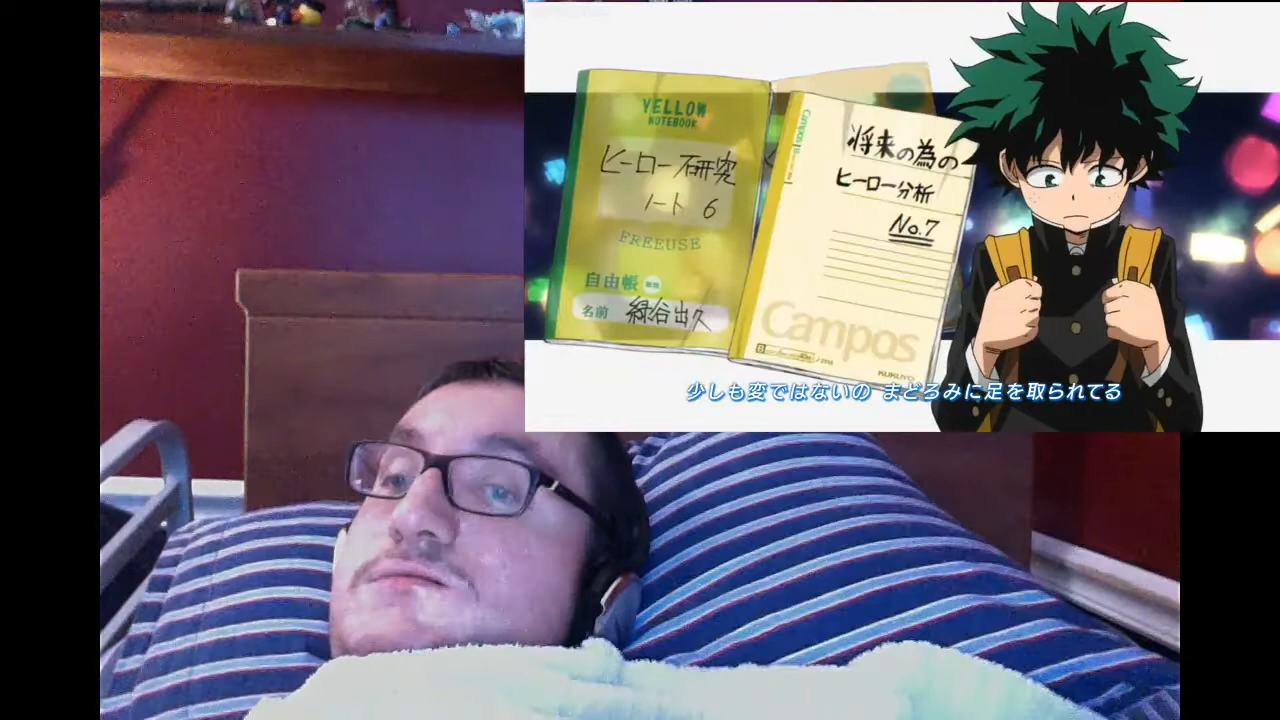 YELLOW
NOTEBOOK
ヒーロー研究
ノート 6
FREEUSE
自由帳
名前 緑谷出久
Campos
将来の為の
ヒーロー分析
No.7
Campos
KOKUYO
少しも変ではないの まどろみに足を取られてる